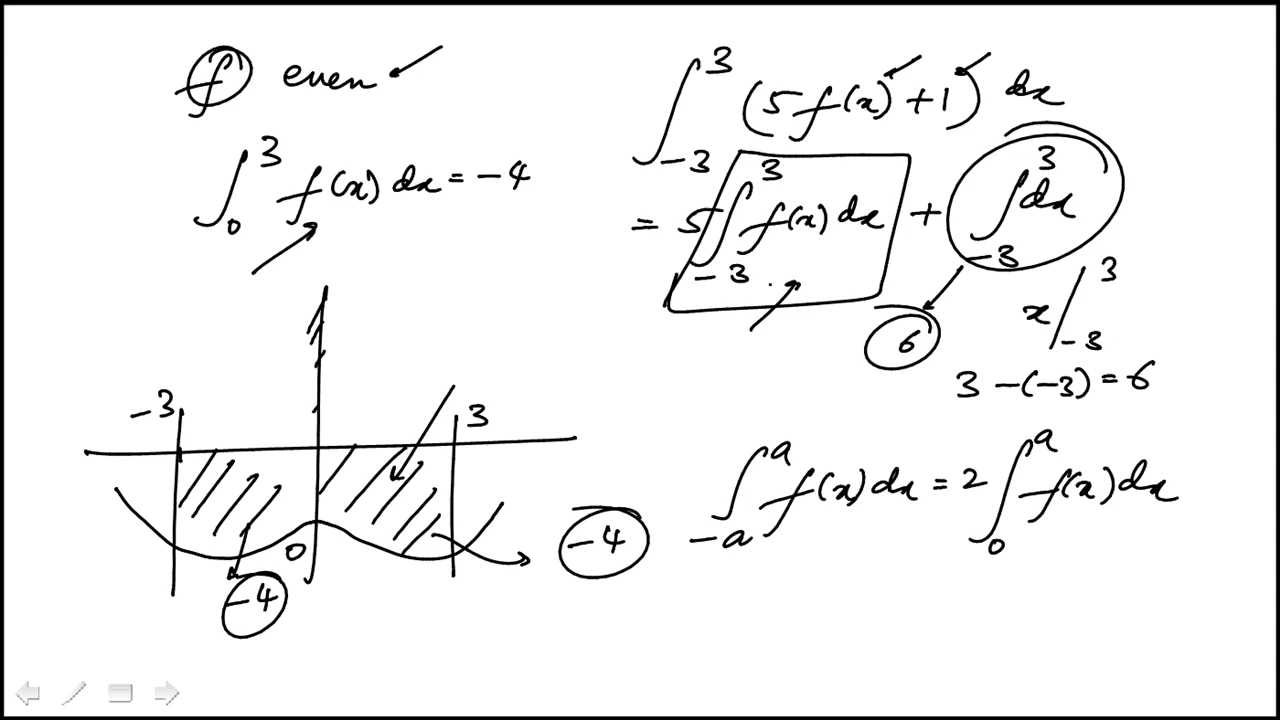 f even
∫₀³ f(x) dx = -4
∫₋₃³ (5f(x) + 1) dx
= 5 ∫₋₃³ f(x) dx + ∫₋₃³ dx
6
x |₋₃³
3 - (-3) = 6
-3
3
0
-4
-4
∫₋ₐᵃ f(x) dx = 2 ∫₀ᵃ f(x) dx